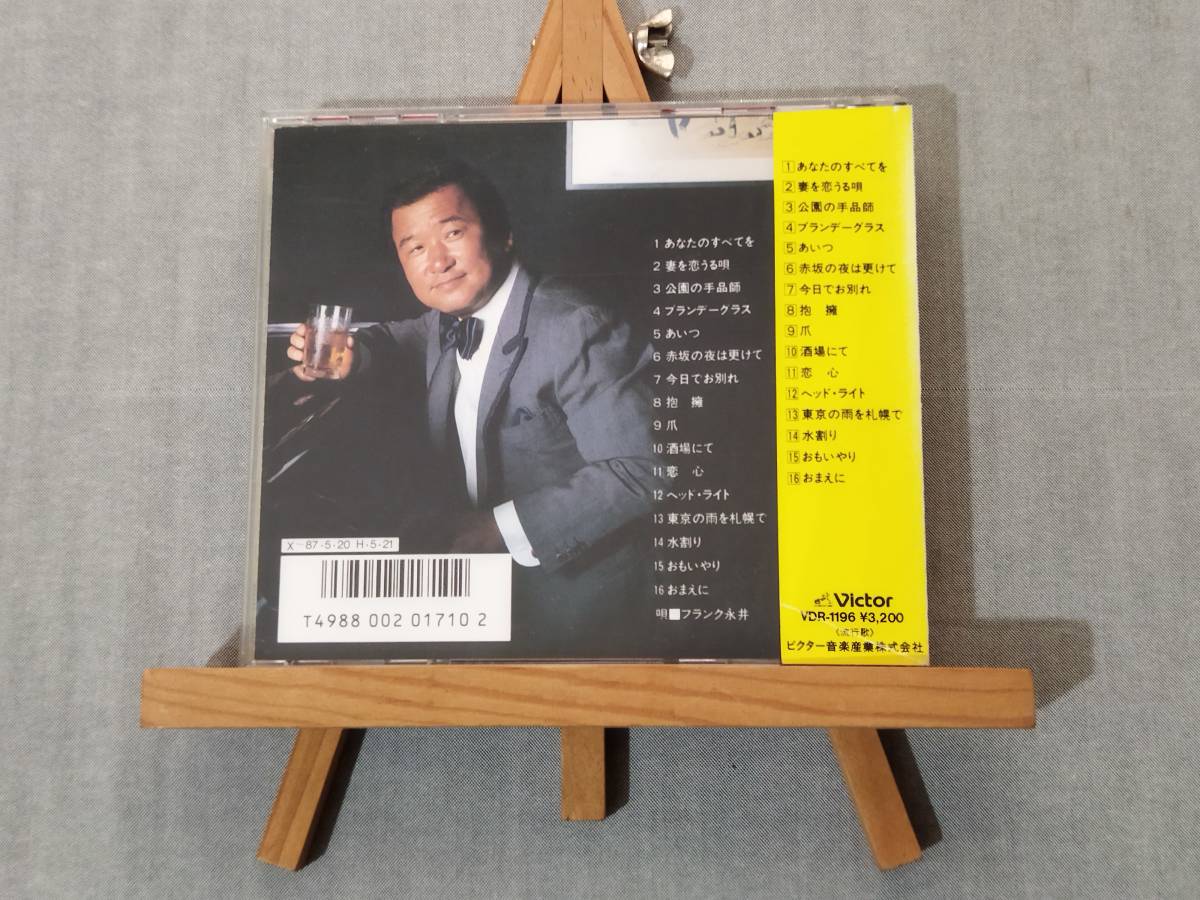 1 あなたのすべてを
2 妻を恋うる唄
3 公園の手品師
4 ブランデーグラス
5 あいつ
6 赤坂の夜は更けて
7 今日でお別れ
8 抱 擁
9 爪
10 酒場にて
11 恋 心
12 ヘッド・ライト
13 東京の雨を札幌で
14 水割り
15 おもいやり
16 おまえに
唄■フランク永井
X-87・5・20 H・5・21
T4988 002 01710 2
1 あなたのすべてを
2 妻を恋うる唄
3 公園の手品師
4 ブランデーグラス
5 あいつ
6 赤坂の夜は更けて
7 今日でお別れ
8 抱 擁
9 爪
10 酒場にて
11 恋 心
12 ヘッド・ライト
13 東京の雨を札幌で
14 水割り
15 おもいやり
16 おまえに
Victor
VDR-1196 ¥3,200
〈流行歌〉
ビクター音楽産業株式会社